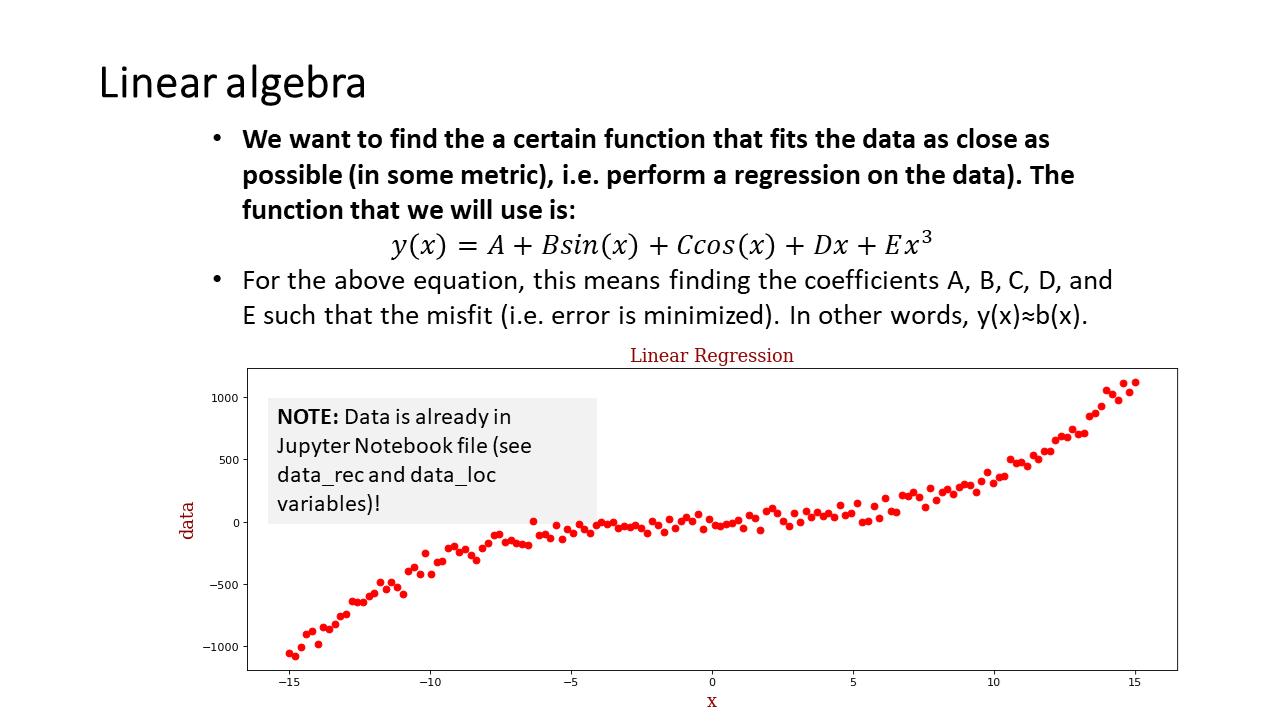 Linear algebra
• We want to find the a certain function that fits the data as close as
possible (in some metric), i.e. perform a regression on the data). The
function that we will use is:
y(x) = A + Bsin(x) + Ccos(x) + Dx + Ex³
• For the above equation, this means finding the coefficients A, B, C, D, and
E such that the misfit (i.e. error is minimized). In other words, y(x)≈b(x).
Linear Regression
NOTE: Data is already in
Jupyter Notebook file (see
data_rec and data_loc
variables)!
data
1000
500
0
−500
−1000
−15 −10 −5 0 5 10 15
x